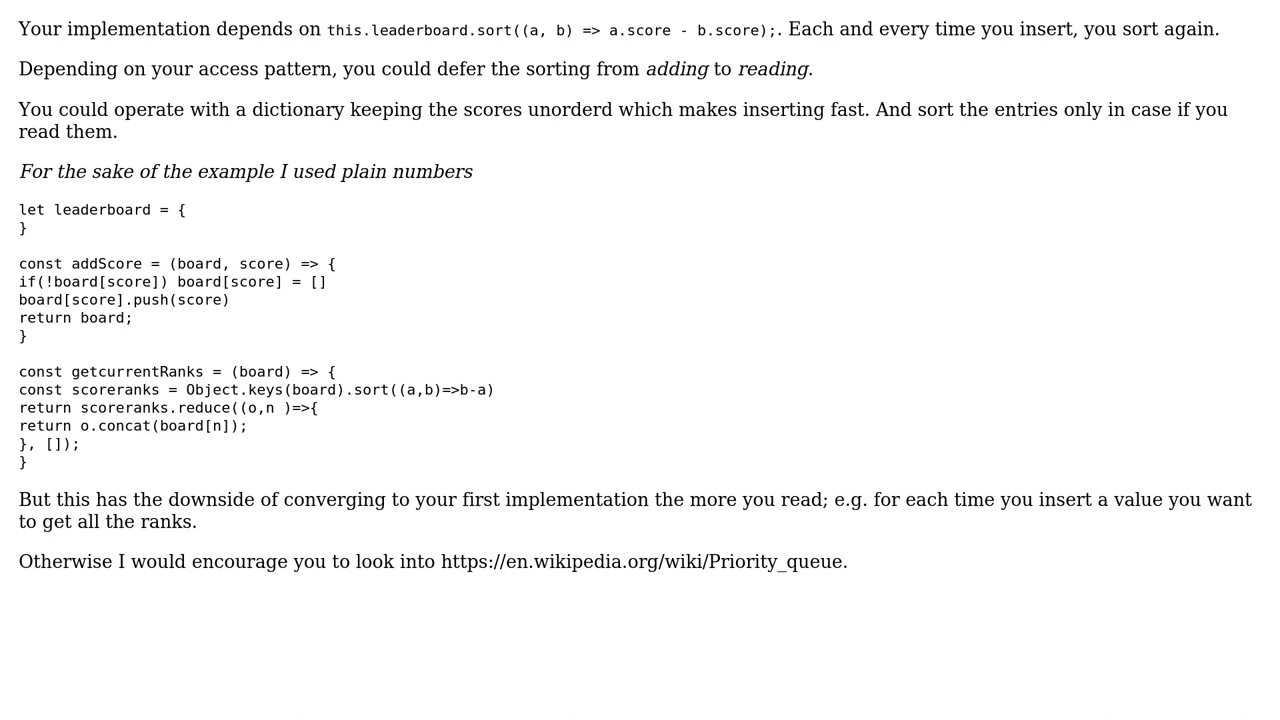 Your implementation depends on this.leaderboard.sort((a, b) => a.score - b.score);. Each and every time you insert, you sort again.
Depending on your access pattern, you could defer the sorting from adding to reading.
You could operate with a dictionary keeping the scores unorderd which makes inserting fast. And sort the entries only in case if you
read them.
For the sake of the example I used plain numbers
let leaderboard = {
}
const addScore = (board, score) => {
if(!board[score]) board[score] = []
board[score].push(score)
return board;
}
const getcurrentRanks = (board) => {
const scoreranks = Object.keys(board).sort((a,b)=>b-a)
return scoreranks.reduce((o,n )=>{
return o.concat(board[n]);
}, []);
}
But this has the downside of converging to your first implementation the more you read; e.g. for each time you insert a value you want
to get all the ranks.
Otherwise I would encourage you to look into https://en.wikipedia.org/wiki/Priority_queue.